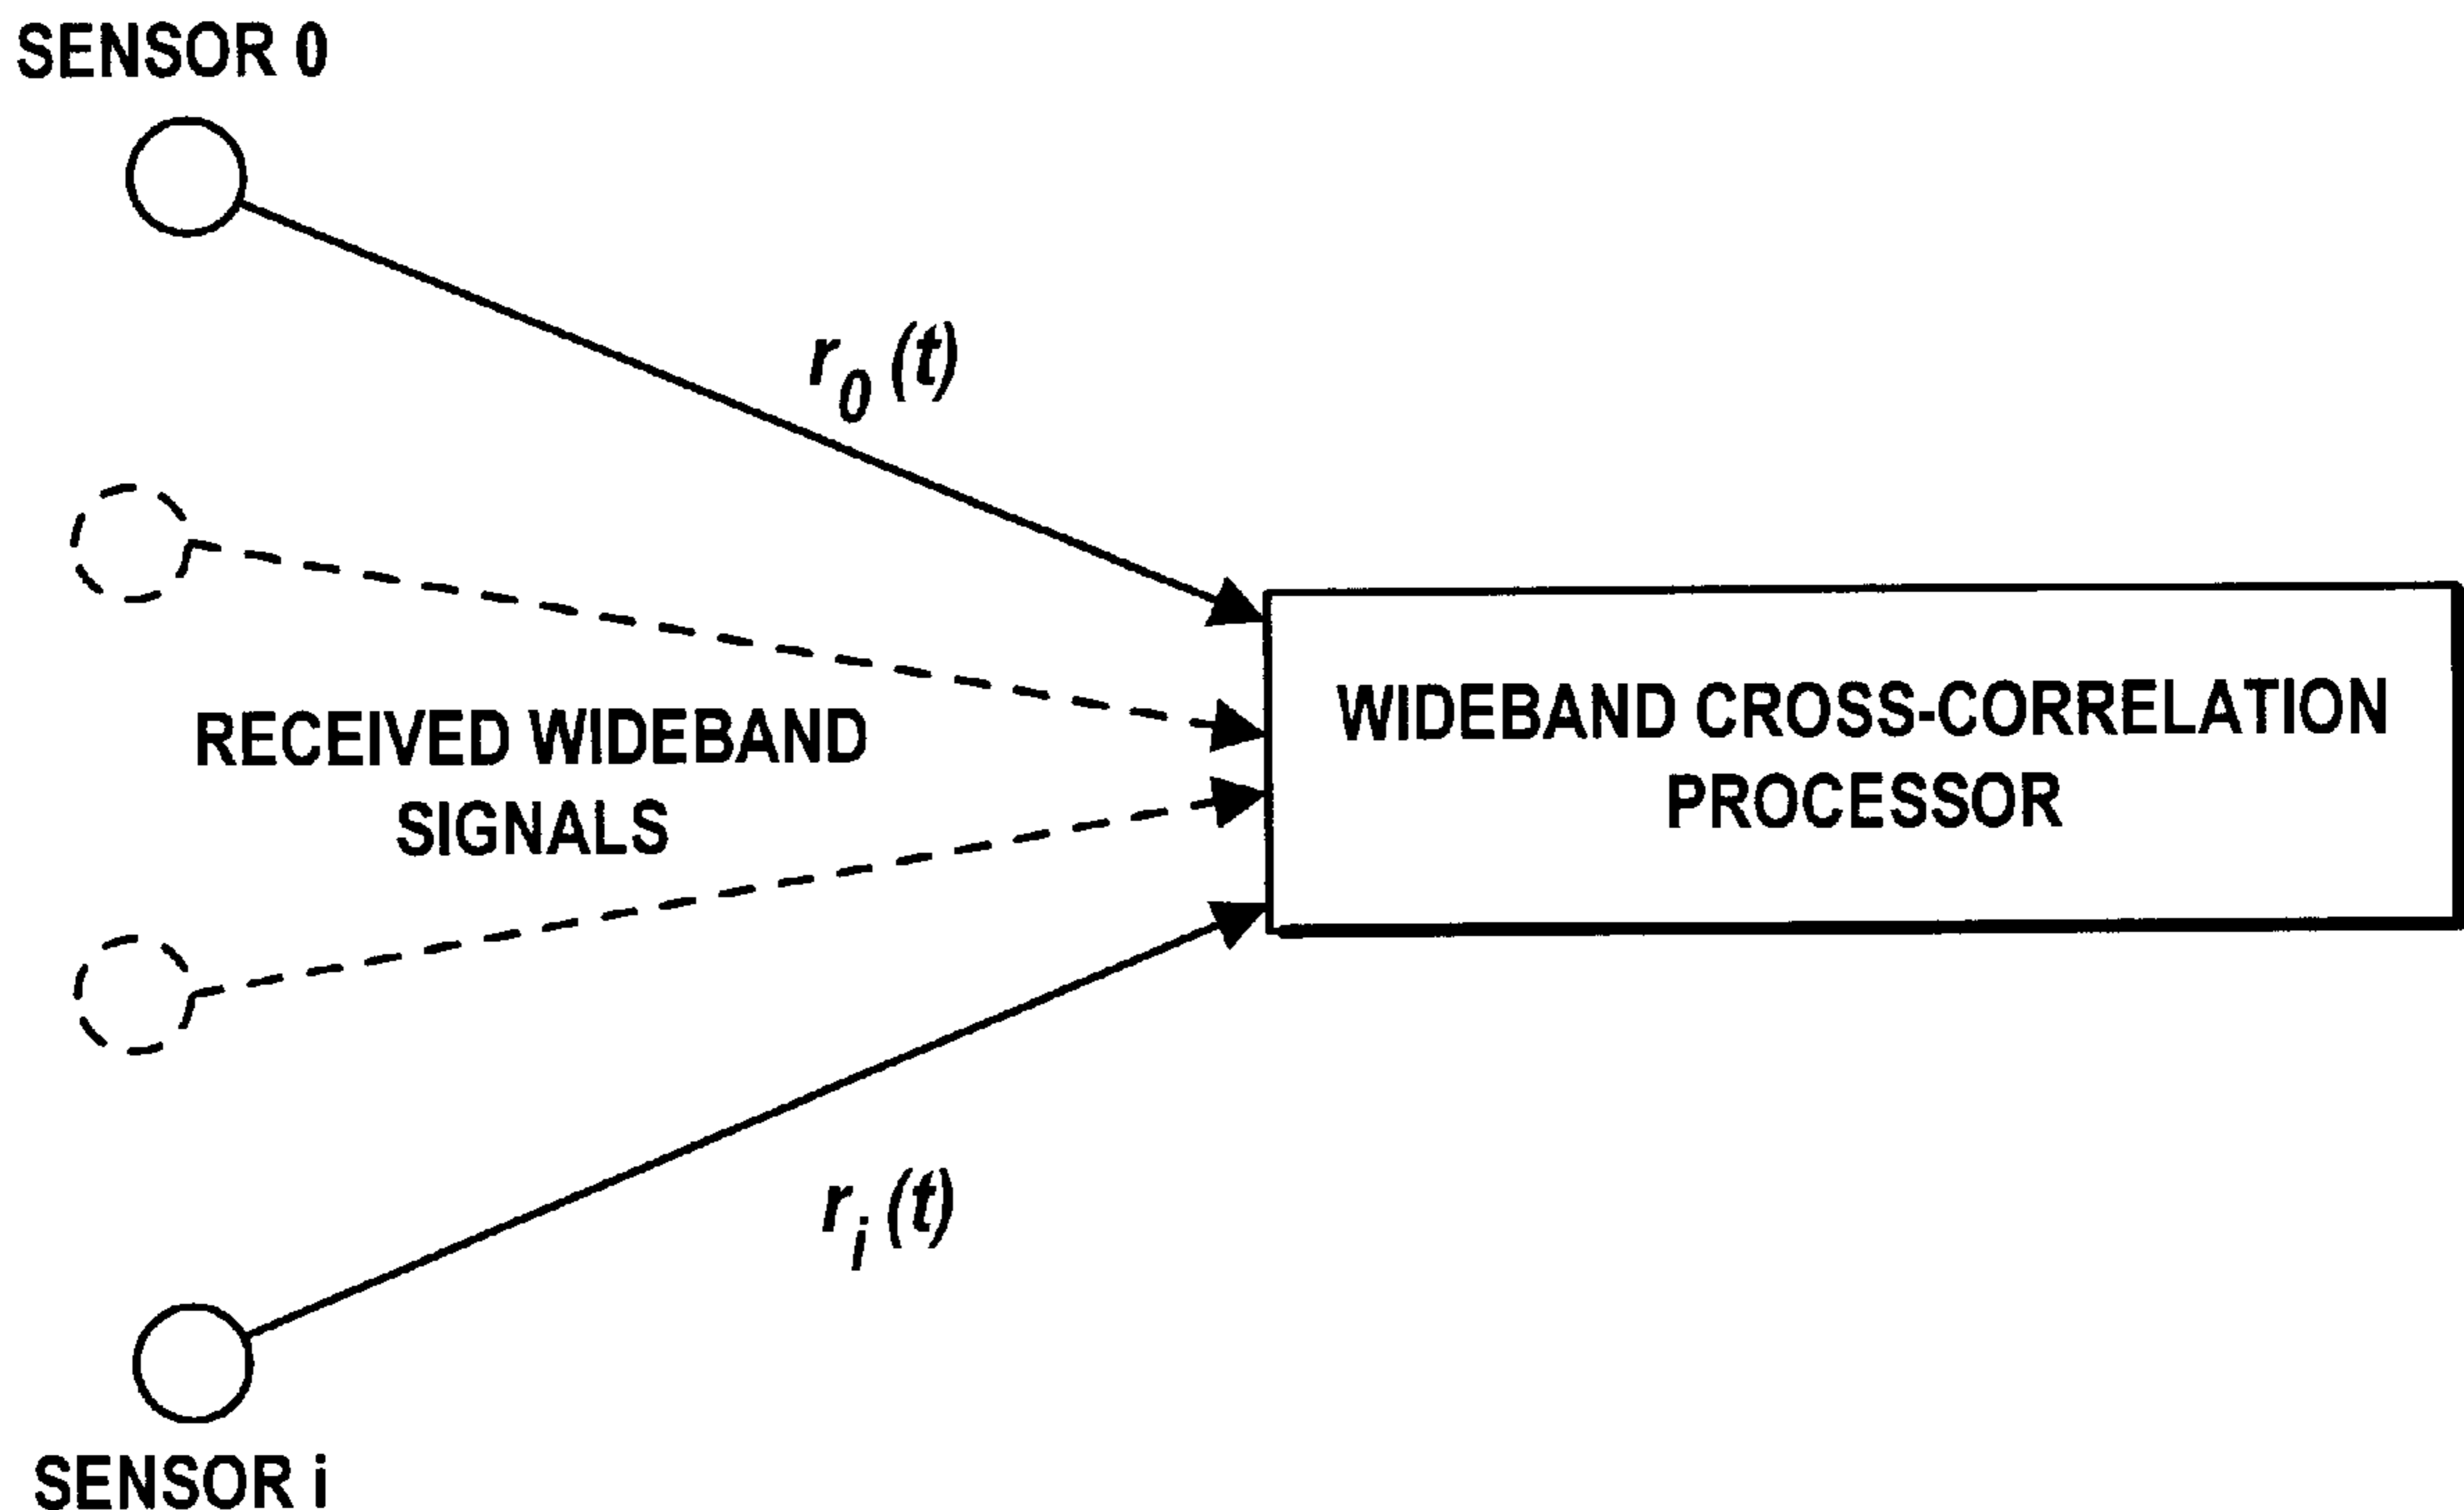 SENSOR 0
r0 (t)
RECEIVED WIDEBAND
SIGNALS
WIDEBAND CROSS-CORRELATION
PROCESSOR
ri (t)
SENSOR i